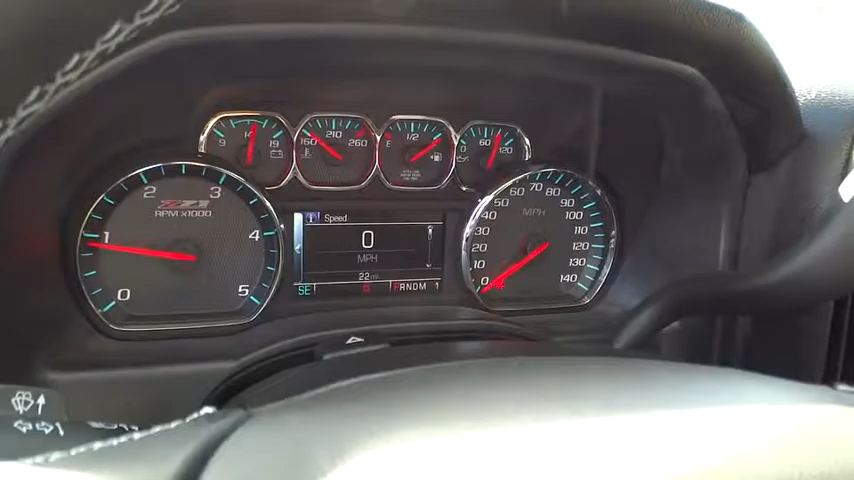 9 14 19
160 210 260
E 1/2 F
0 60 120
2 3
Z71
RPM X1000
1 4
0 5
Speed
0
MPH
22 mi
SE
PRNDM 1
50 60 70 80
40 90
MPH
30 110
20 120
10 130
0 140